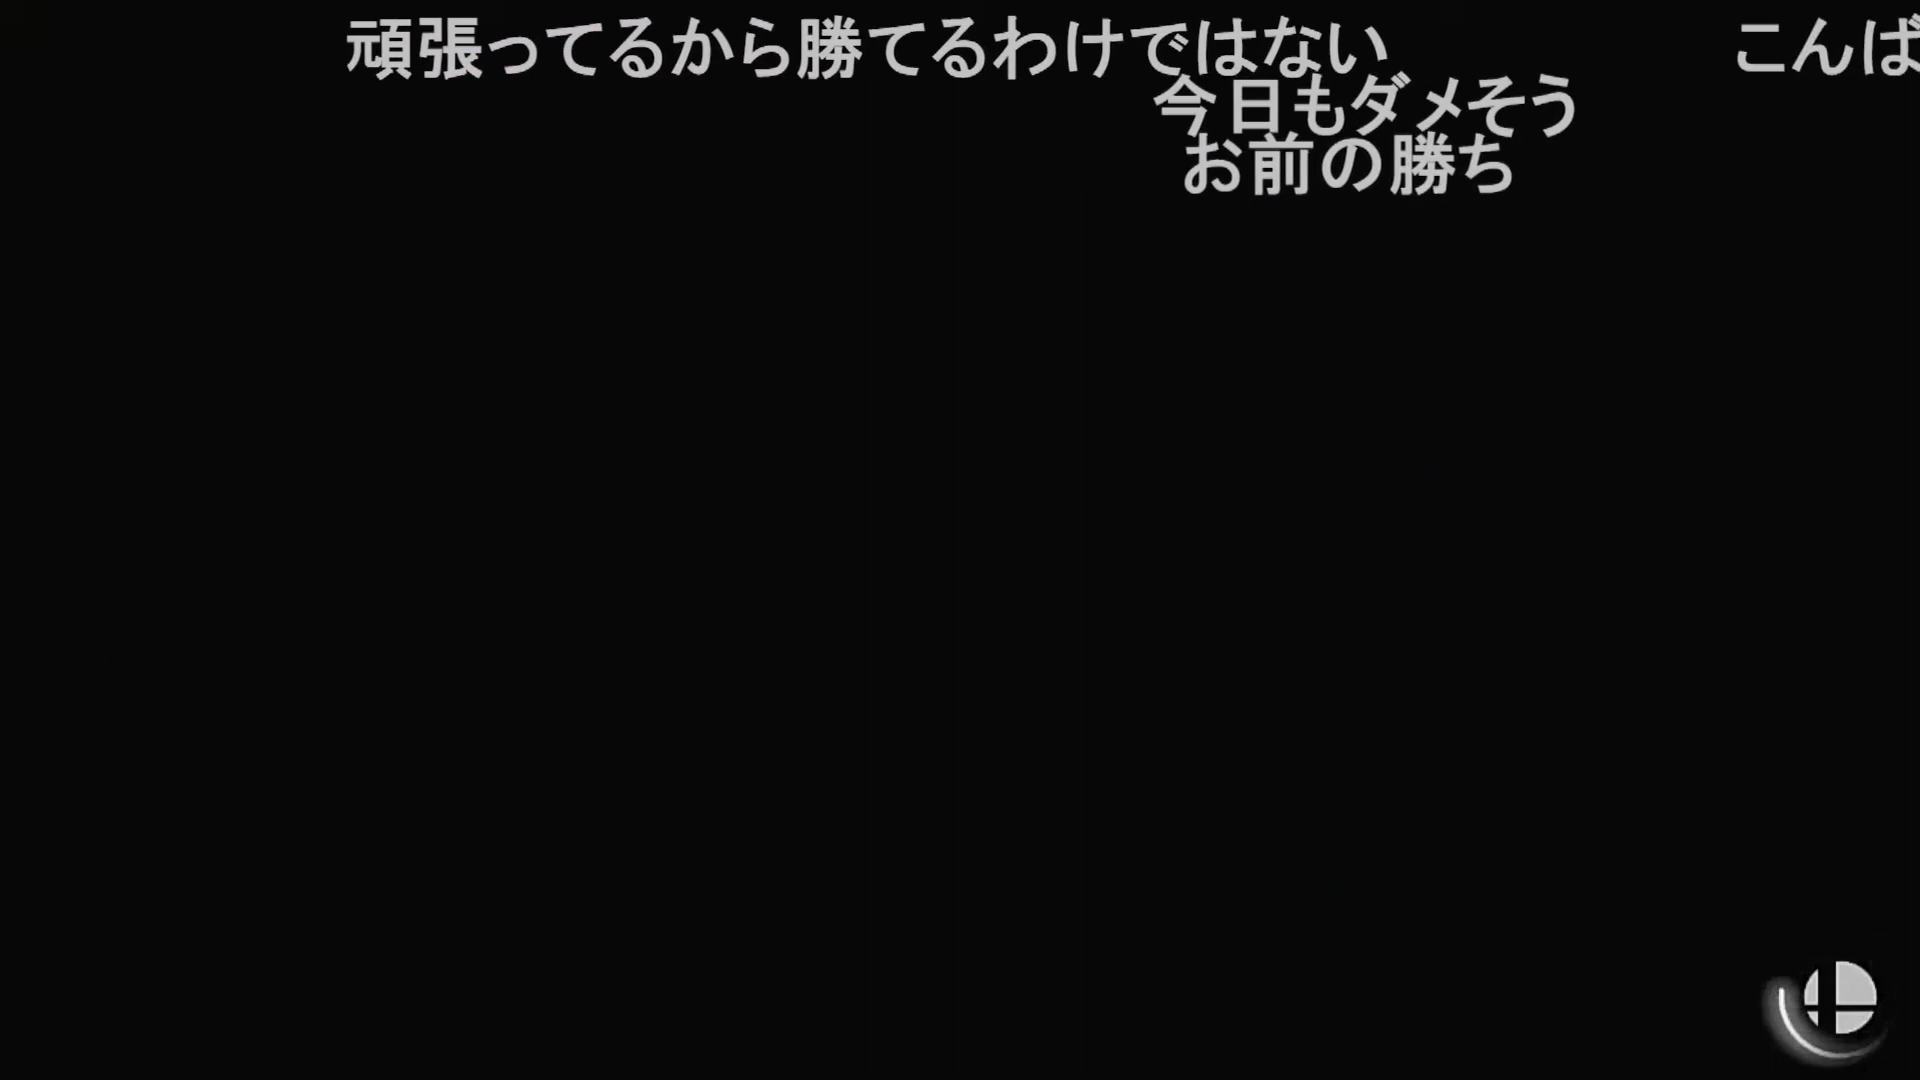 頑張ってるから勝てるわけではない
こんば
今日もダメそう
お前の勝ち